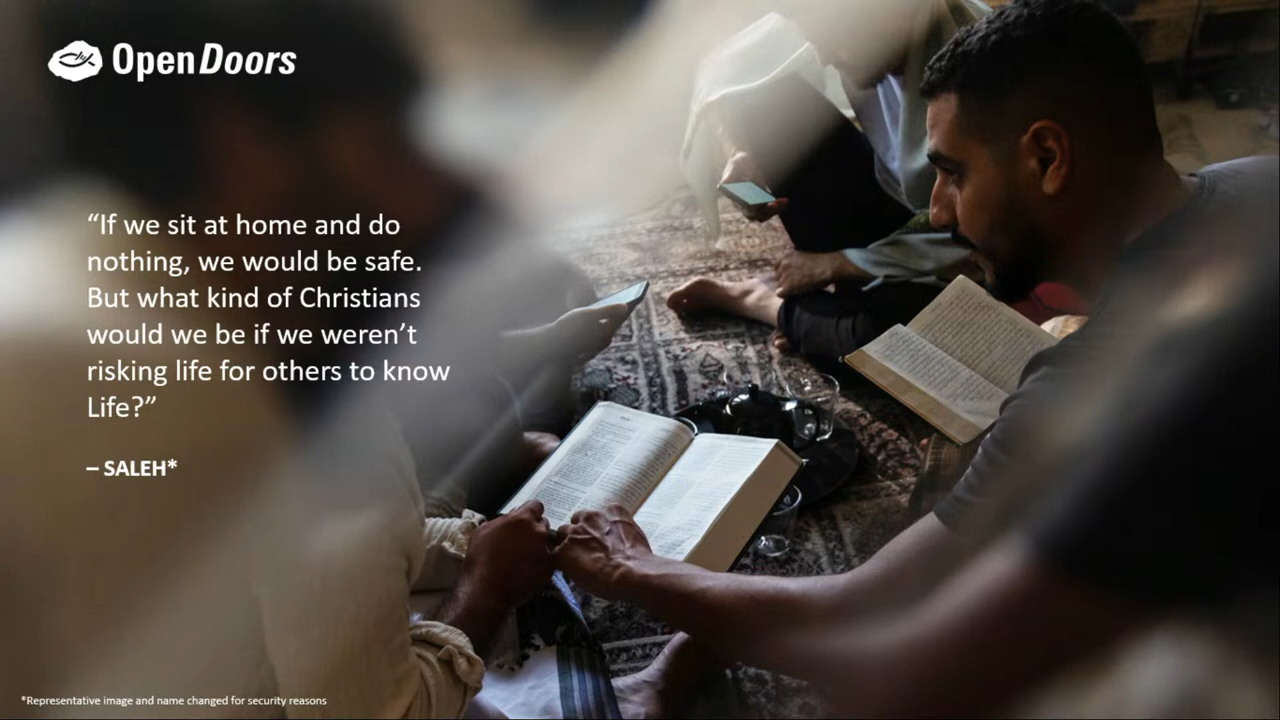 Open Doors
“If we sit at home and do
nothing, we would be safe.
But what kind of Christians
would we be if we weren’t
risking life for others to know
Life?”
– SALEH*
*Representative image and name changed for security reasons